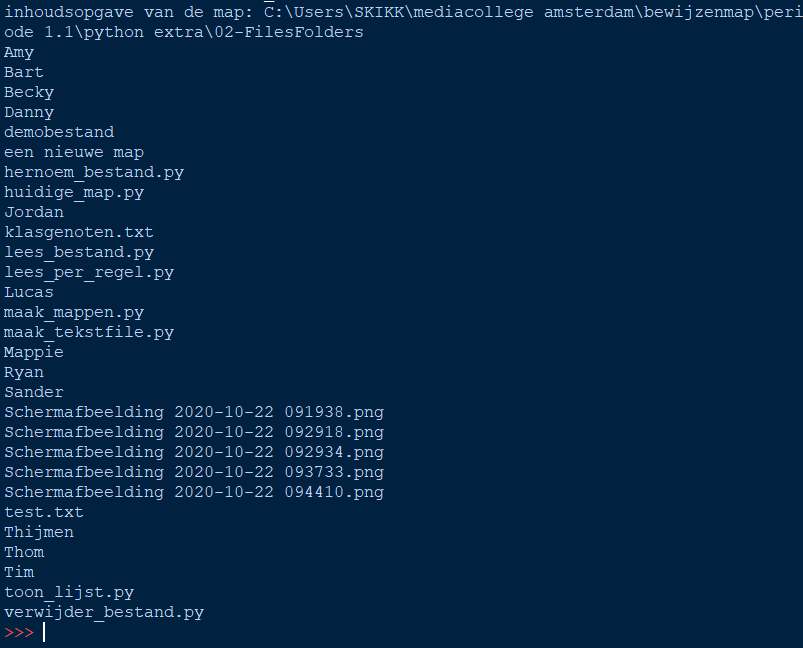 inhoudsopgave van de map: C:\Users\SKIKK\mediacollege amsterdam\bewijzenmap\peri
ode 1.1\python extra\02-FilesFolders
Amy
Bart
Becky
Danny
demobestand
een nieuwe map
hernoem_bestand.py
huidige_map.py
Jordan
klasgenoten.txt
lees_bestand.py
lees_per_regel.py
Lucas
maak_mappen.py
maak_tekstfile.py
Mappie
Ryan
Sander
Schermafbeelding 2020-10-22 091938.png
Schermafbeelding 2020-10-22 092918.png
Schermafbeelding 2020-10-22 092934.png
Schermafbeelding 2020-10-22 093733.png
Schermafbeelding 2020-10-22 094410.png
test.txt
Thijmen
Thom
Tim
toon_lijst.py
verwijder_bestand.py
>>>